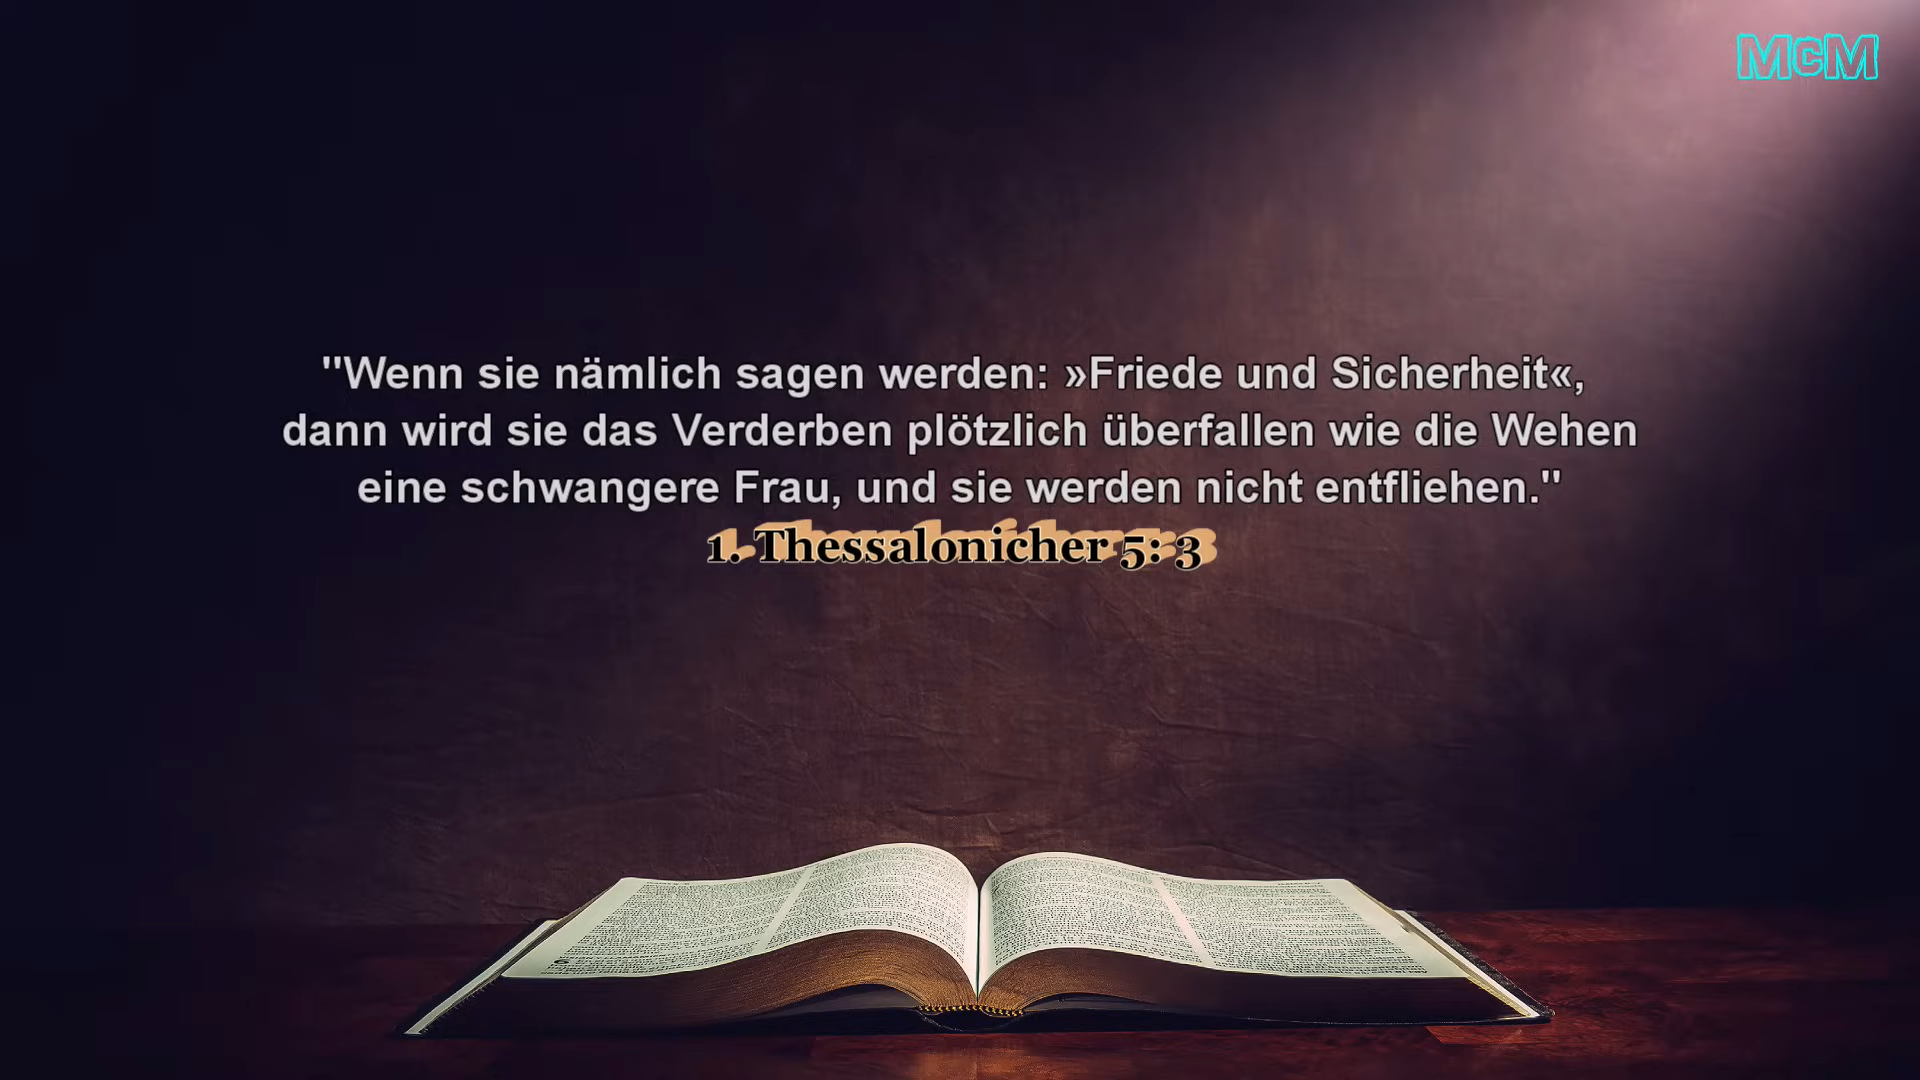 McM
"Wenn sie nämlich sagen werden: »Friede und Sicherheit«,
dann wird sie das Verderben plötzlich überfallen wie die Wehen
eine schwangere Frau, und sie werden nicht entfliehen."
1. Thessalonicher 5: 3